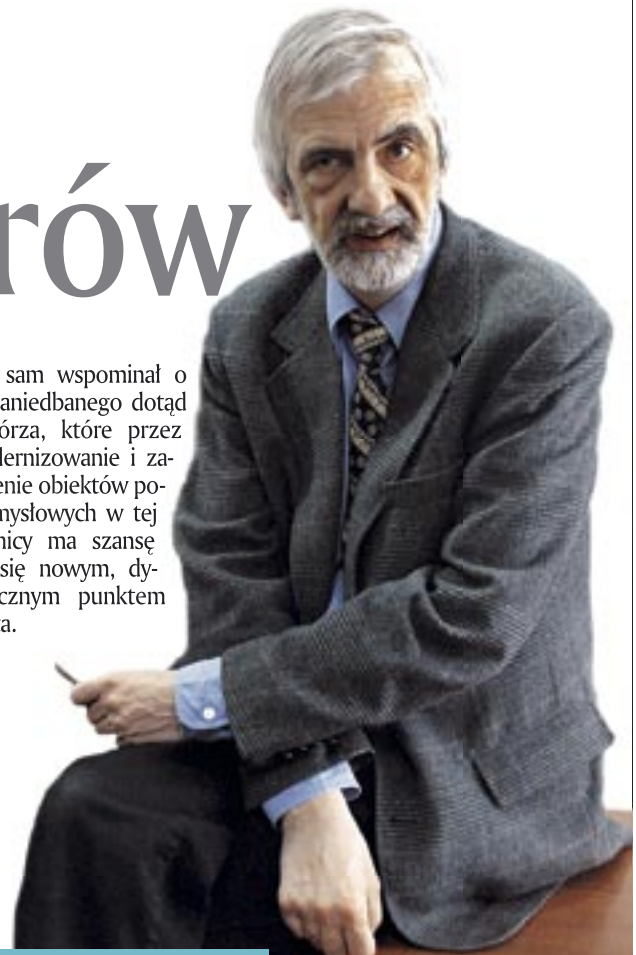 rów
sam wspominał o
aniedbanego dotąd
órza, które przez
dernizowanie i za-
enie obiektów po-
mysłowych w tej
nicy ma szansę
się nowym, dy-
cznym punktem
a.